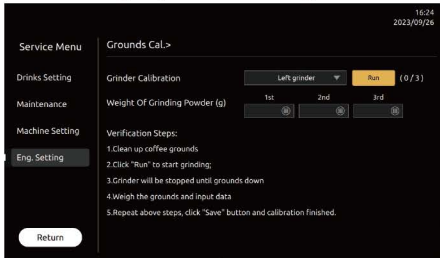 16:24
2023/09/26
Service Menu
Grounds Cal.>
Drinks Setting
Grinder Calibration
Left grinder
Run
(0/3)
Maintenance
Weight Of Grinding Powder (g)
1st
2nd
3rd
Machine Setting
Verification Steps:
1.Clean up coffee grounds
Eng. Setting
2.Click "Run" to start grinding;
3.Grinder will be stopped until grounds down
4.Weigh the grounds and input data
5.Repeat above steps, click "Save" button and calibration finished.
Return